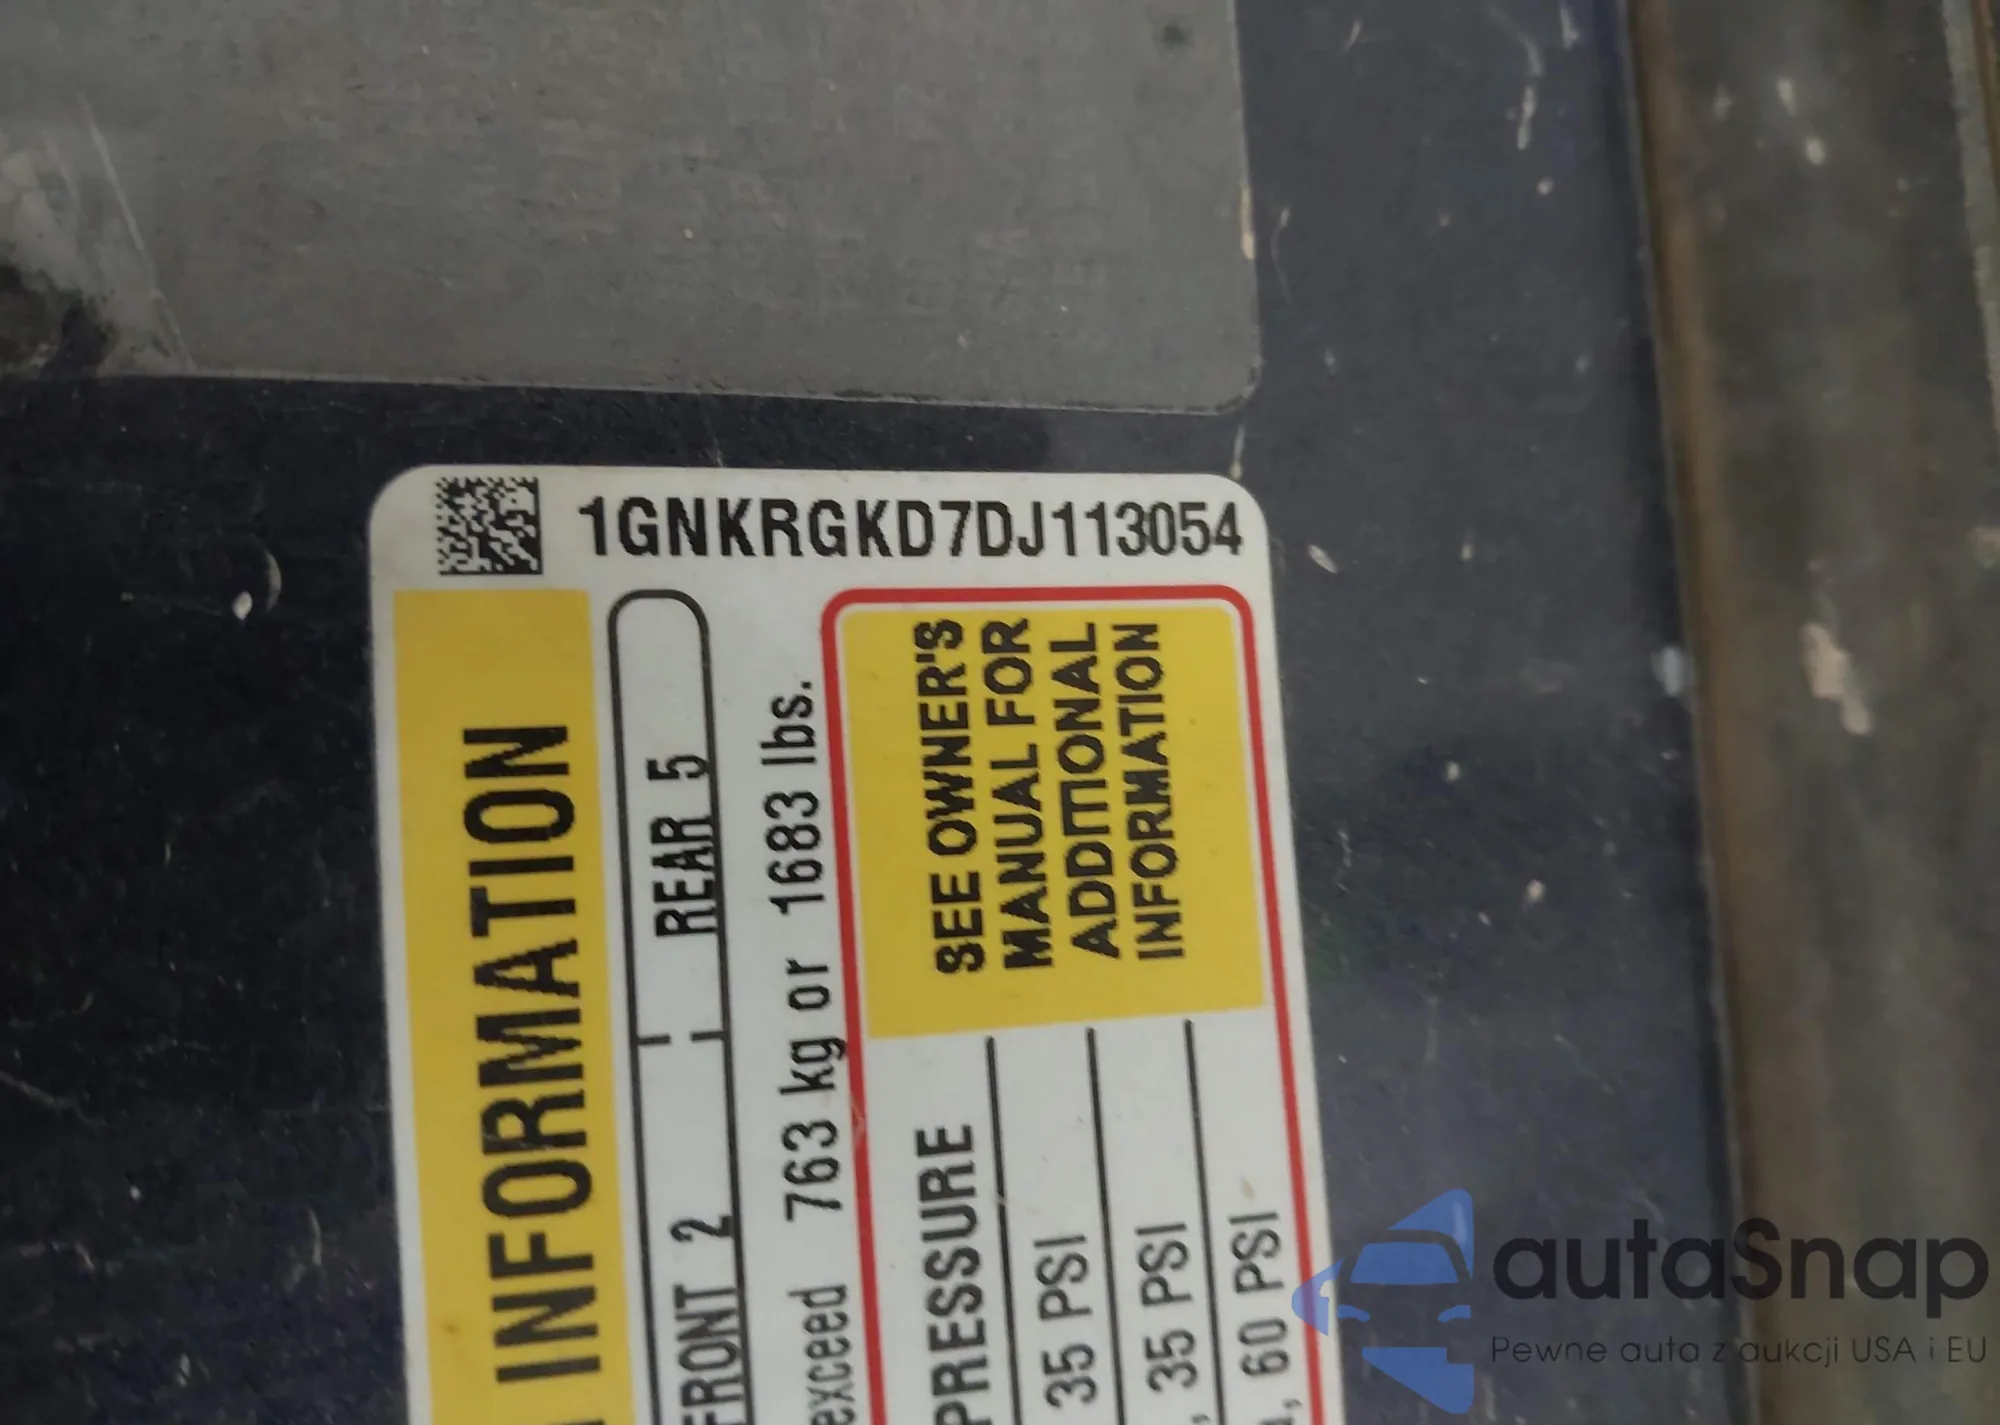 1GNKRGKD7DJ113054
INFORMATION
FRONT 2 REAR 5
exceed 763 kg or 1683 lbs.
SEE OWNER'S
MANUAL FOR
ADDITIONAL
INFORMATION
PRESSURE
35 PSI
35 PSI
60 PSI
autaSnap
Pewne auta z aukcji USA i EU